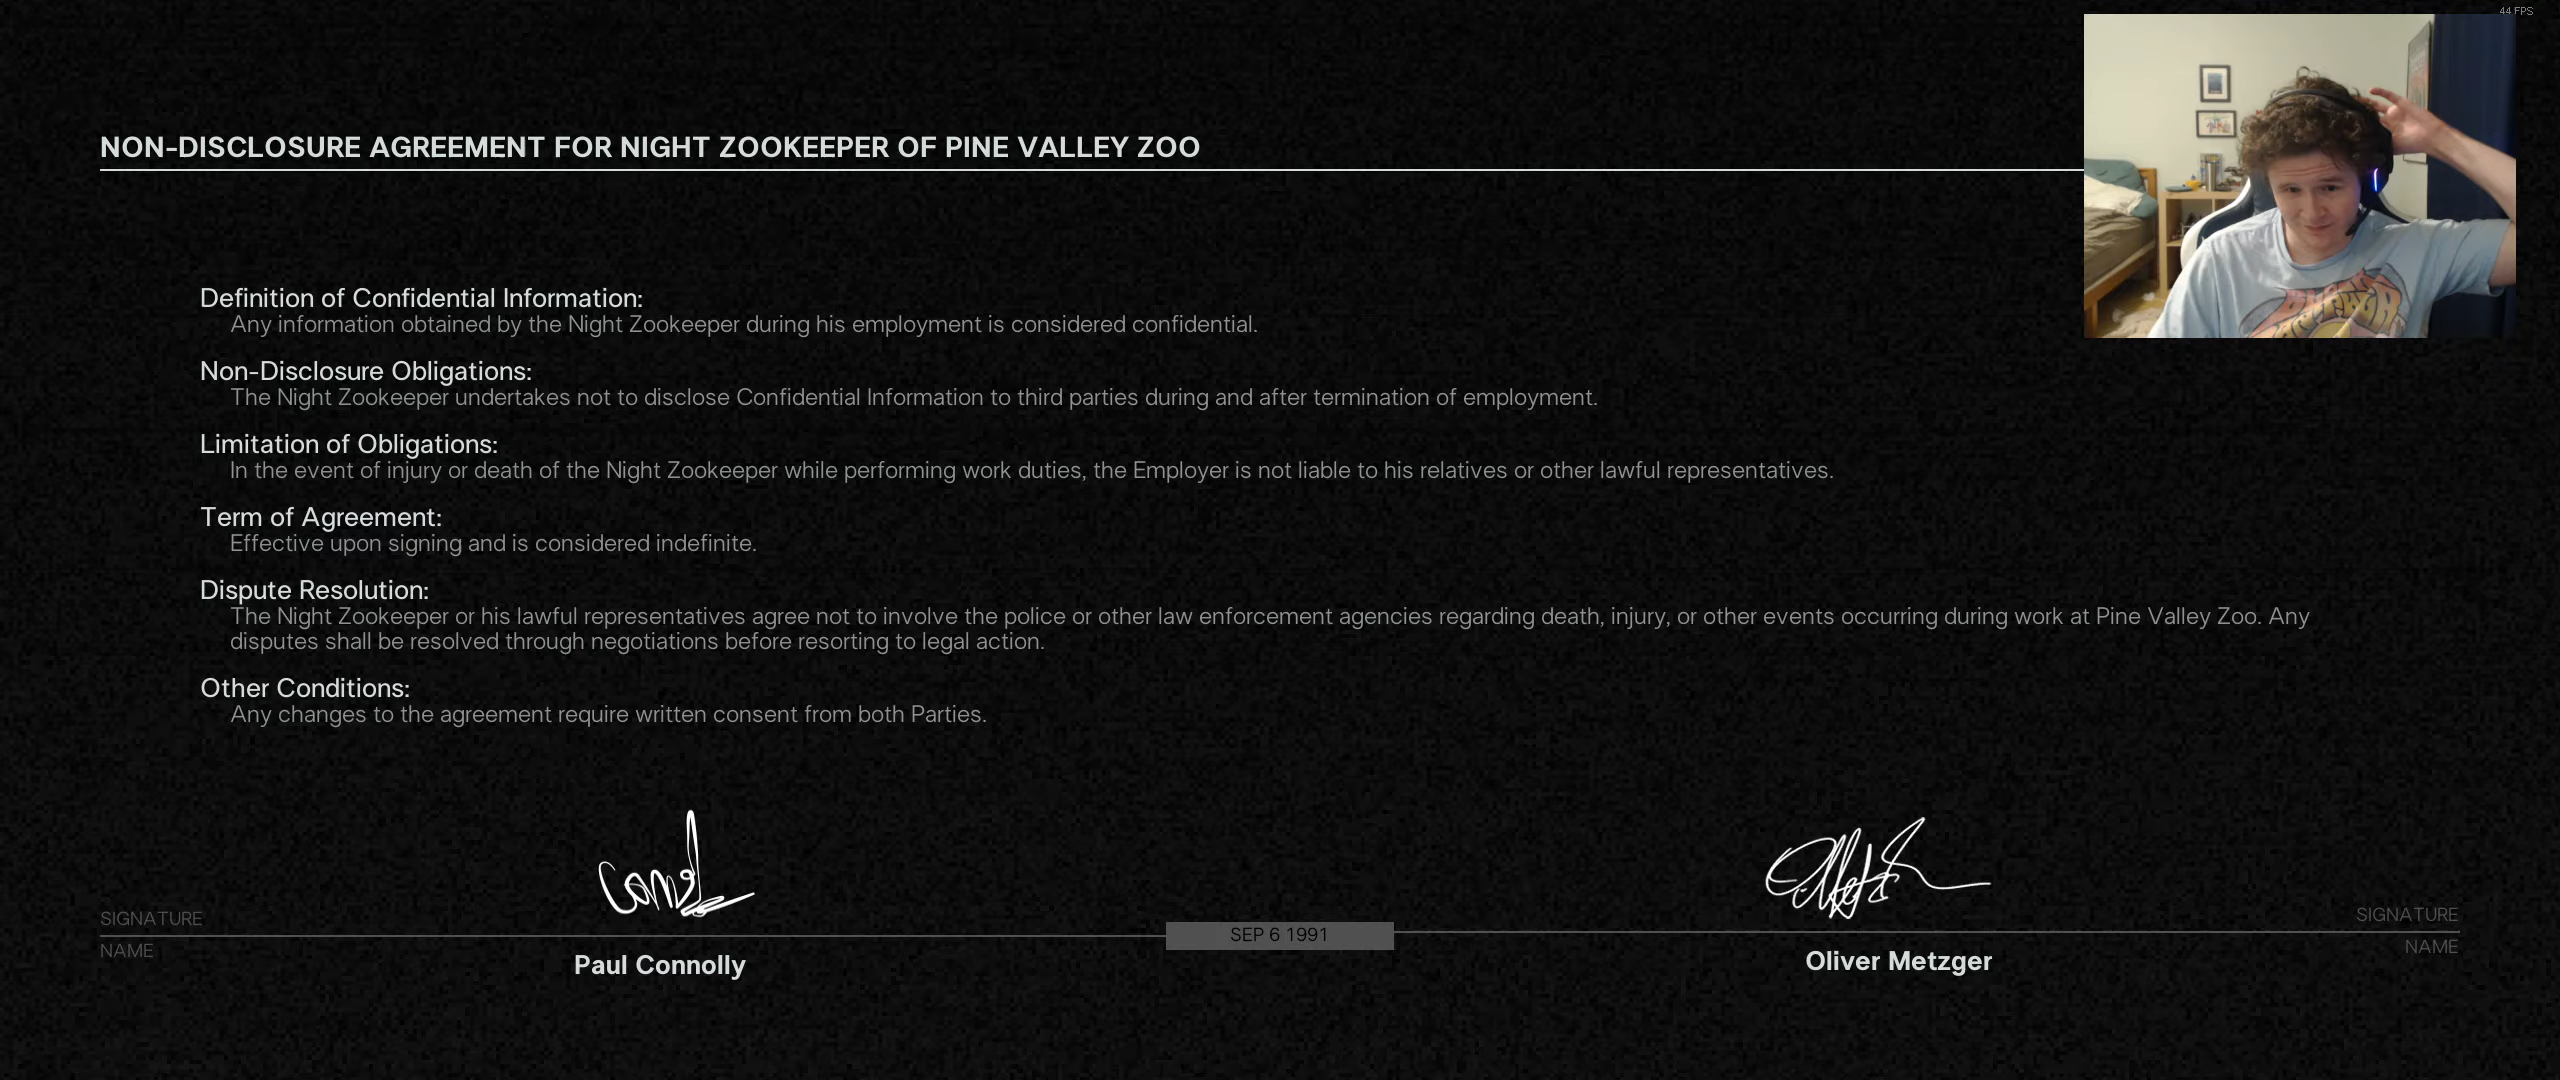 44 FPS
NON-DISCLOSURE AGREEMENT FOR NIGHT ZOOKEEPER OF PINE VALLEY ZOO
Definition of Confidential Information:
Any information obtained by the Night Zookeeper during his employment is considered confidential.
Non-Disclosure Obligations:
The Night Zookeeper undertakes not to disclose Confidential Information to third parties during and after termination of employment.
Limitation of Obligations:
In the event of injury or death of the Night Zookeeper while performing work duties, the Employer is not liable to his relatives or other lawful representatives.
Term of Agreement:
Effective upon signing and is considered indefinite.
Dispute Resolution:
The Night Zookeeper or his lawful representatives agree not to involve the police or other law enforcement agencies regarding death, injury, or other events occurring during work at Pine Valley Zoo. Any
disputes shall be resolved through negotiations before resorting to legal action.
Other Conditions:
Any changes to the agreement require written consent from both Parties.
SIGNATURE
NAME
Paul Connolly
SEP 6 1991
SIGNATURE
NAME
Oliver Metzger